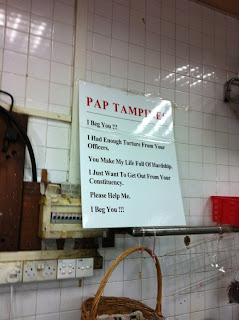 PAP TAMPINES
I Beg You !!!
I Had Enough Torture From Your
Officers.
You Make My Life Full Of Hardship.
I Just Want To Get Out From Your
Constituency.
Please Help Me.
I Beg You !!!